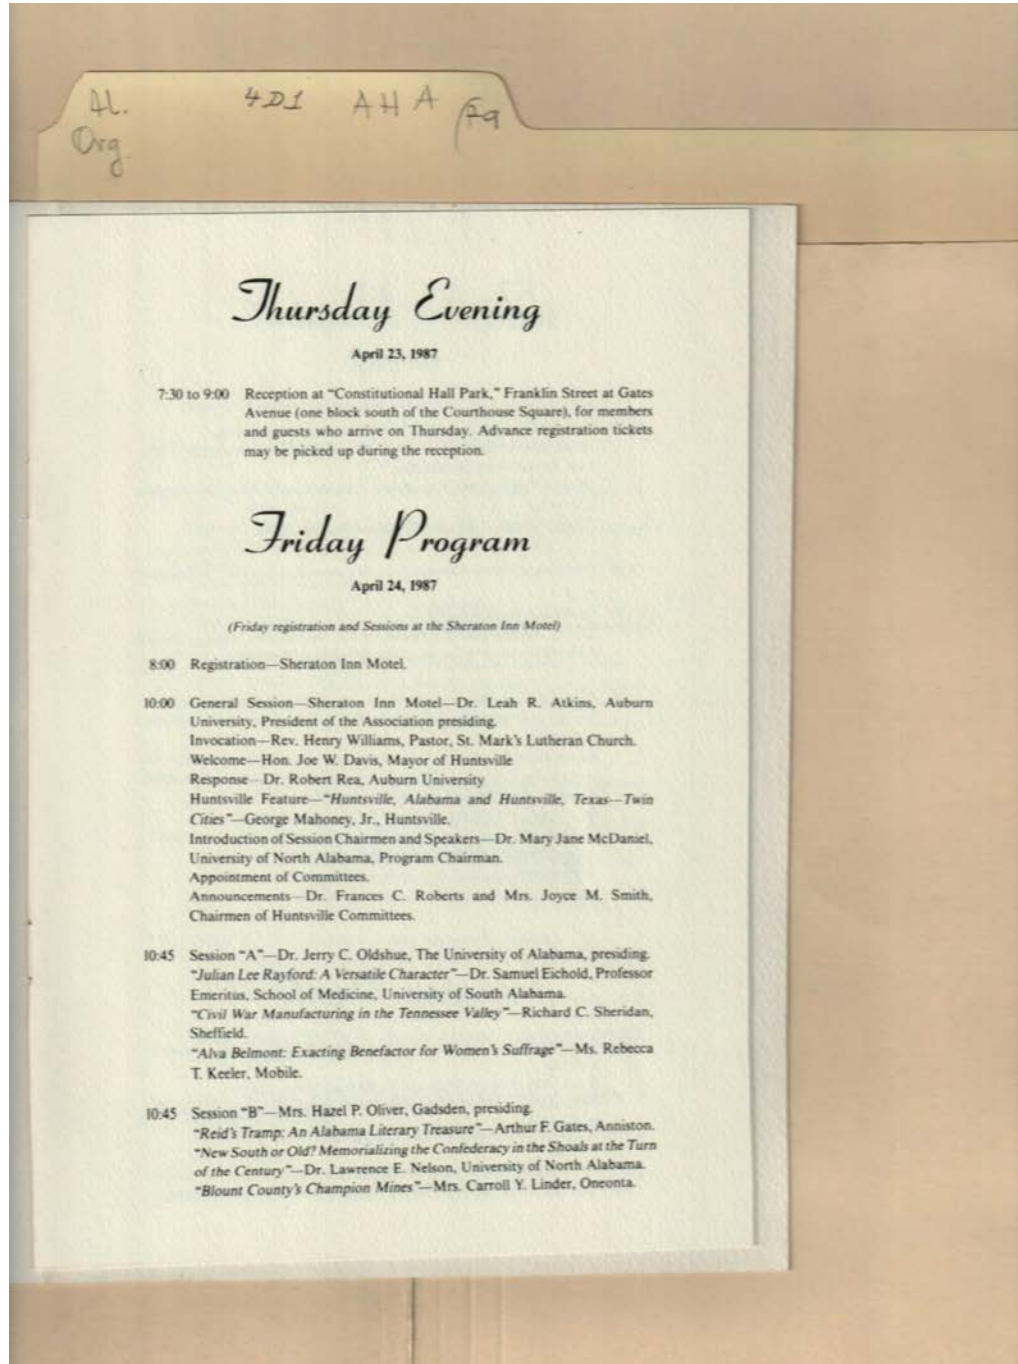 Al. 4D1 AHA
Org.
Thursday Evening
April 23, 1987
7:30 to 9:00 Reception at "Constitutional Hall Park," Franklin Street at Gates
Avenue (one block south of the Courthouse Square), for members
and guests who arrive on Thursday. Advance registration tickets
may be picked up during the reception.
Friday Program
April 24, 1987
(Friday registration and Sessions at the Sheraton Inn Motel)
8:00 Registration—Sheraton Inn Motel.
10:00 General Session—Sheraton Inn Motel—Dr. Leah R. Atkins, Auburn
University, President of the Association presiding.
Invocation—Rev. Henry Williams, Pastor, St. Mark's Lutheran Church.
Welcome—Hon. Joe W. Davis, Mayor of Huntsville
Response—Dr. Robert Rea, Auburn University
Huntsville Feature—"Huntsville, Alabama and Huntsville, Texas—Twin
Cities"—George Mahoney, Jr., Huntsville.
Introduction of Session Chairmen and Speakers—Dr. Mary Jane McDaniel,
University of North Alabama, Program Chairman.
Appointment of Committees.
Announcements—Dr. Frances C. Roberts and Mrs. Joyce M. Smith,
Chairmen of Huntsville Committees.
10:45 Session "A"—Dr. Jerry C. Oldshue, The University of Alabama, presiding.
"Julian Lee Rayford: A Versatile Character"—Dr. Samuel Eichold, Professor
Emeritus, School of Medicine, University of South Alabama.
"Civil War Manufacturing in the Tennessee Valley"—Richard C. Sheridan,
Sheffield.
"Alva Belmont: Exacting Benefactor for Women's Suffrage"—Ms. Rebecca
T. Keeler, Mobile.
10:45 Session "B"—Mrs. Hazel P. Oliver, Gadsden, presiding.
"Reid's Tramp: An Alabama Literary Treasure"—Arthur F. Gates, Anniston.
"New South or Old? Memorializing the Confederacy in the Shoals at the Turn
of the Century"—Dr. Lawrence E. Nelson, University of North Alabama.
"Blount County's Champion Mines"—Mrs. Carroll Y. Linder, Oneonta.